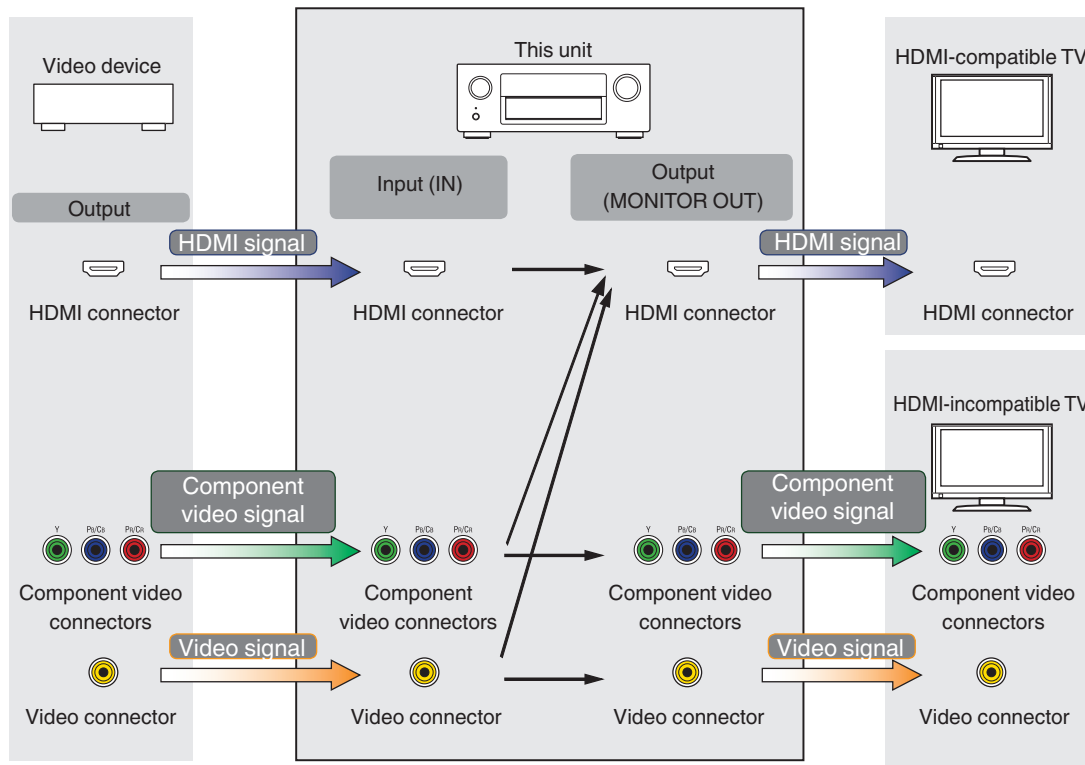 Video device
This unit
HDMI-compatible TV
Output
Input (IN)
Output
(MONITOR OUT)
HDMI signal
HDMI signal
HDMI connector
HDMI connector
HDMI connector
HDMI connector
HDMI-incompatible TV
Component
video signal
Component
video signal
Y PB/CB PR/CR
Y PB/CB PR/CR
Y PB/CB PR/CR
Y PB/CB PR/CR
Component video
connectors
Component
video connectors
Component video
connectors
Component video
connectors
Video signal
Video signal
Video connector
Video connector
Video connector
Video connector